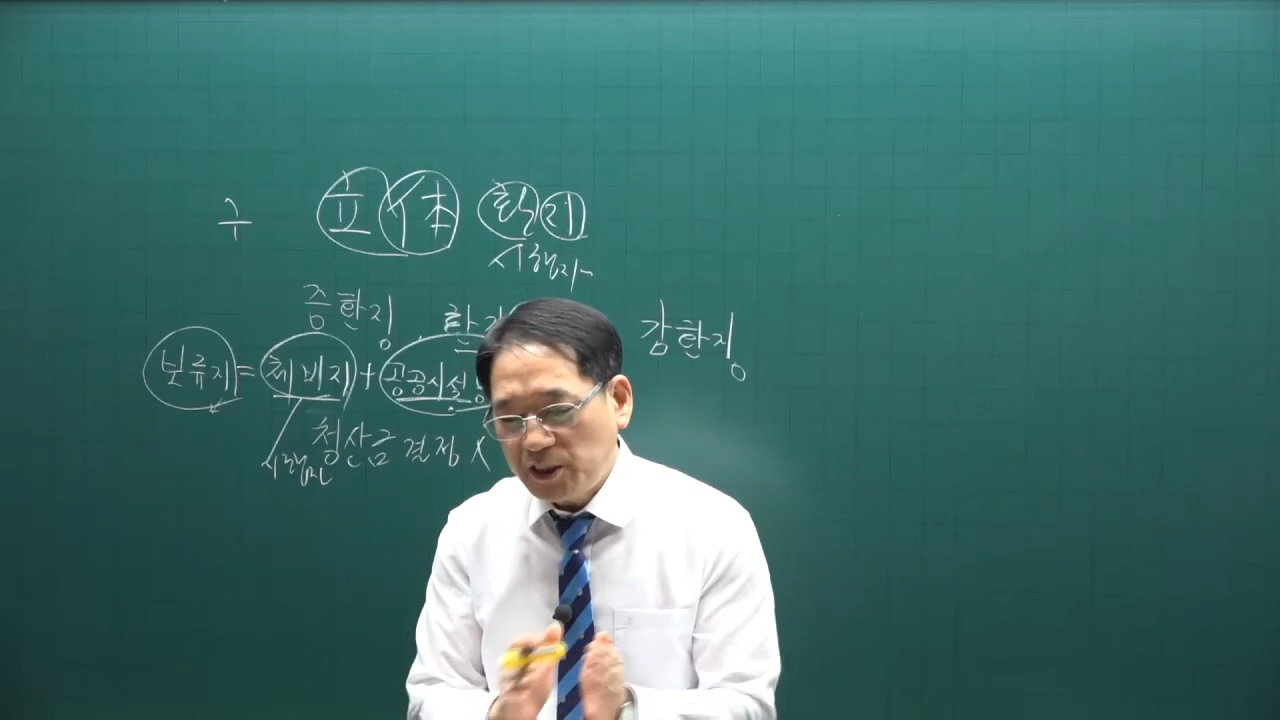 구 立体 환지
시행자
증환지 환지 감환지
보류지 = 체비지 + 공공시설
청산금 결정 X
시행자